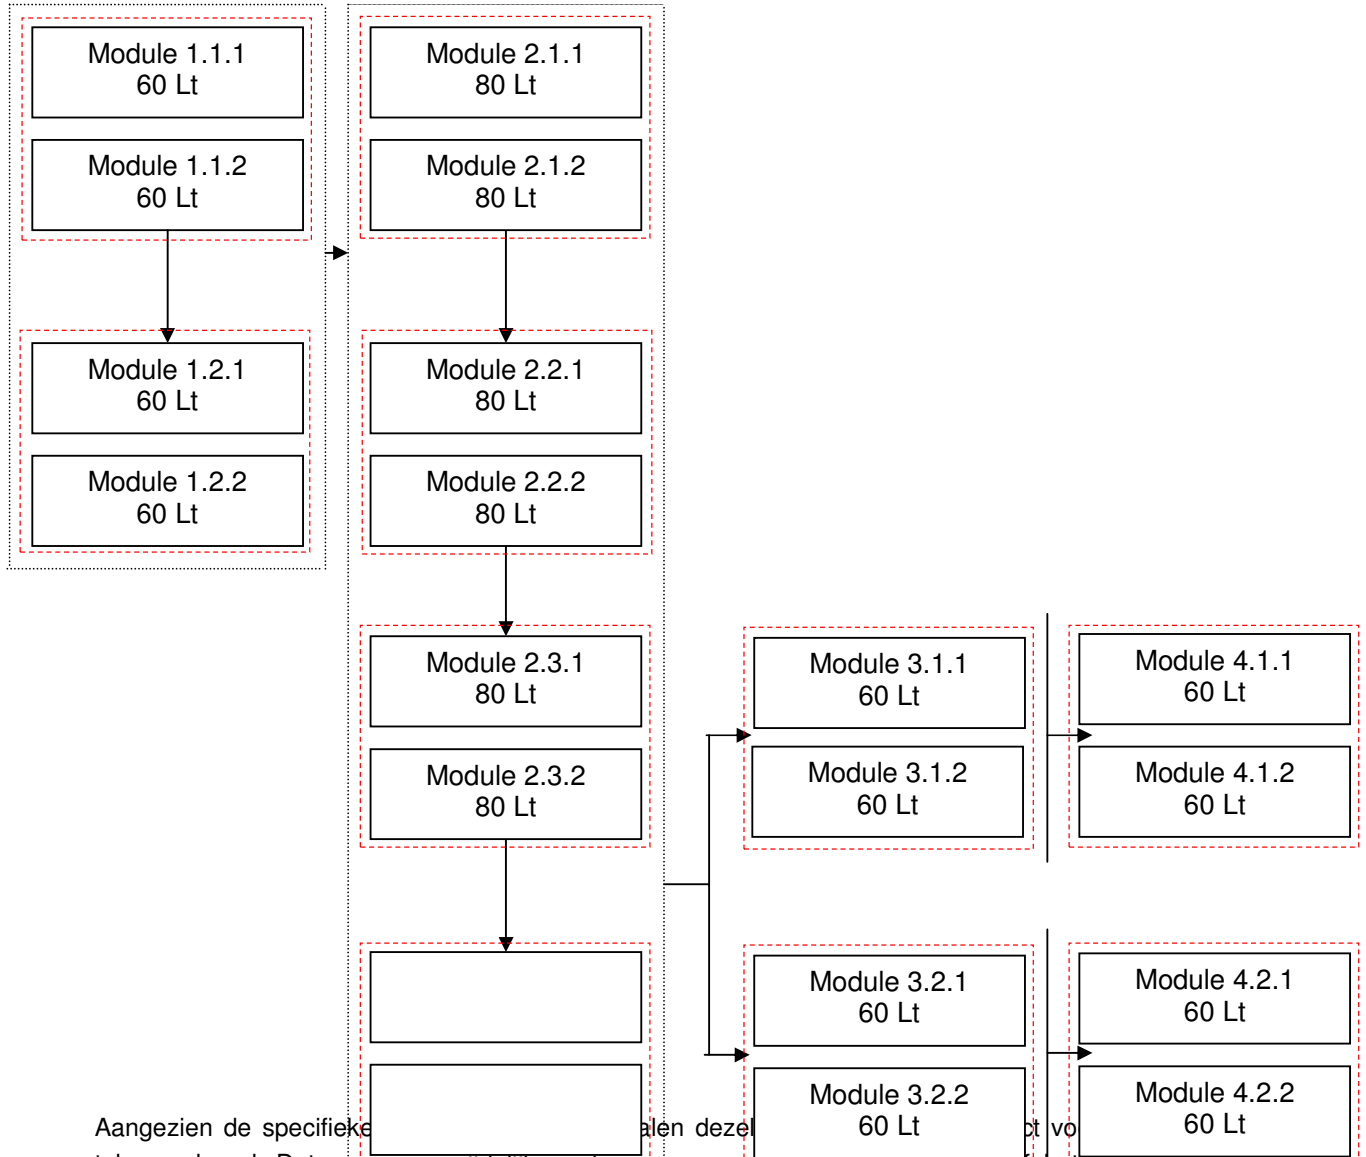 Module 1.1.1
60 Lt
Module 1.1.2
60 Lt
Module 1.2.1
60 Lt
Module 1.2.2
60 Lt
Module 2.1.1
80 Lt
Module 2.1.2
80 Lt
Module 2.2.1
80 Lt
Module 2.2.2
80 Lt
Module 2.3.1
80 Lt
Module 2.3.2
80 Lt
Module 3.1.1
60 Lt
Module 3.1.2
60 Lt
Module 4.1.1
60 Lt
Module 4.1.2
60 Lt
Module 3.2.1
60 Lt
Module 3.2.2
60 Lt
Module 4.2.1
60 Lt
Module 4.2.2
60 Lt
Aangezien de specifieke